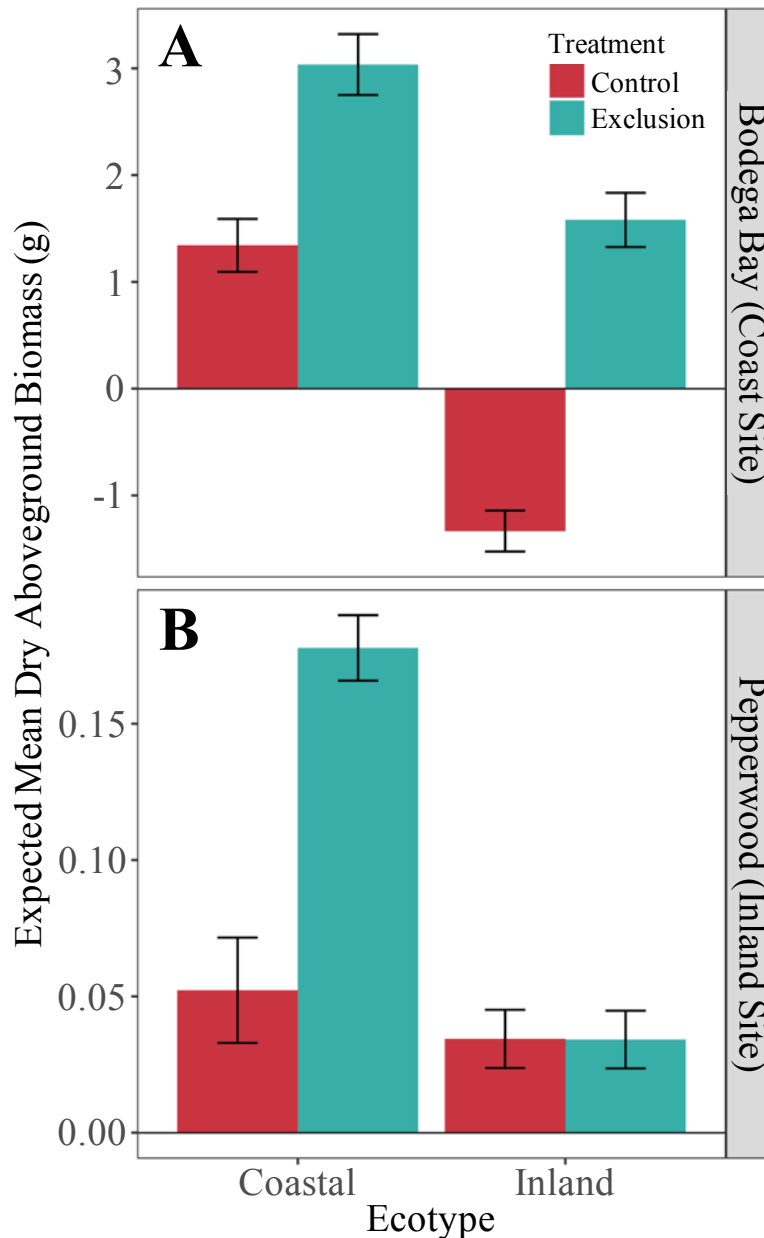 Expected Mean Dry Aboveground Biomass (g)
A
Treatment
Control
Exclusion
3
2
1
0
-1
Bodega Bay (Coast Site)
B
0.15
0.10
0.05
0.00
Pepperwood (Inland Site)
Coastal
Inland
Ecotype